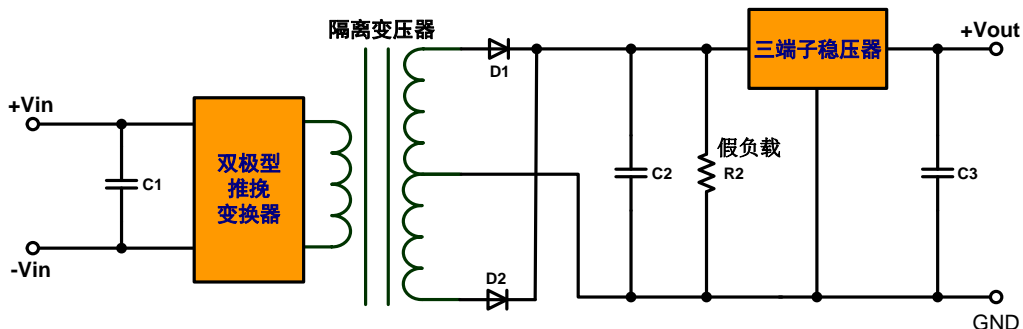 隔离变压器
D1
三端子稳压器
+Vout
+Vin
C1
双极型
推挽
变换器
假负载
C2
R2
C3
-Vin
D2
GND